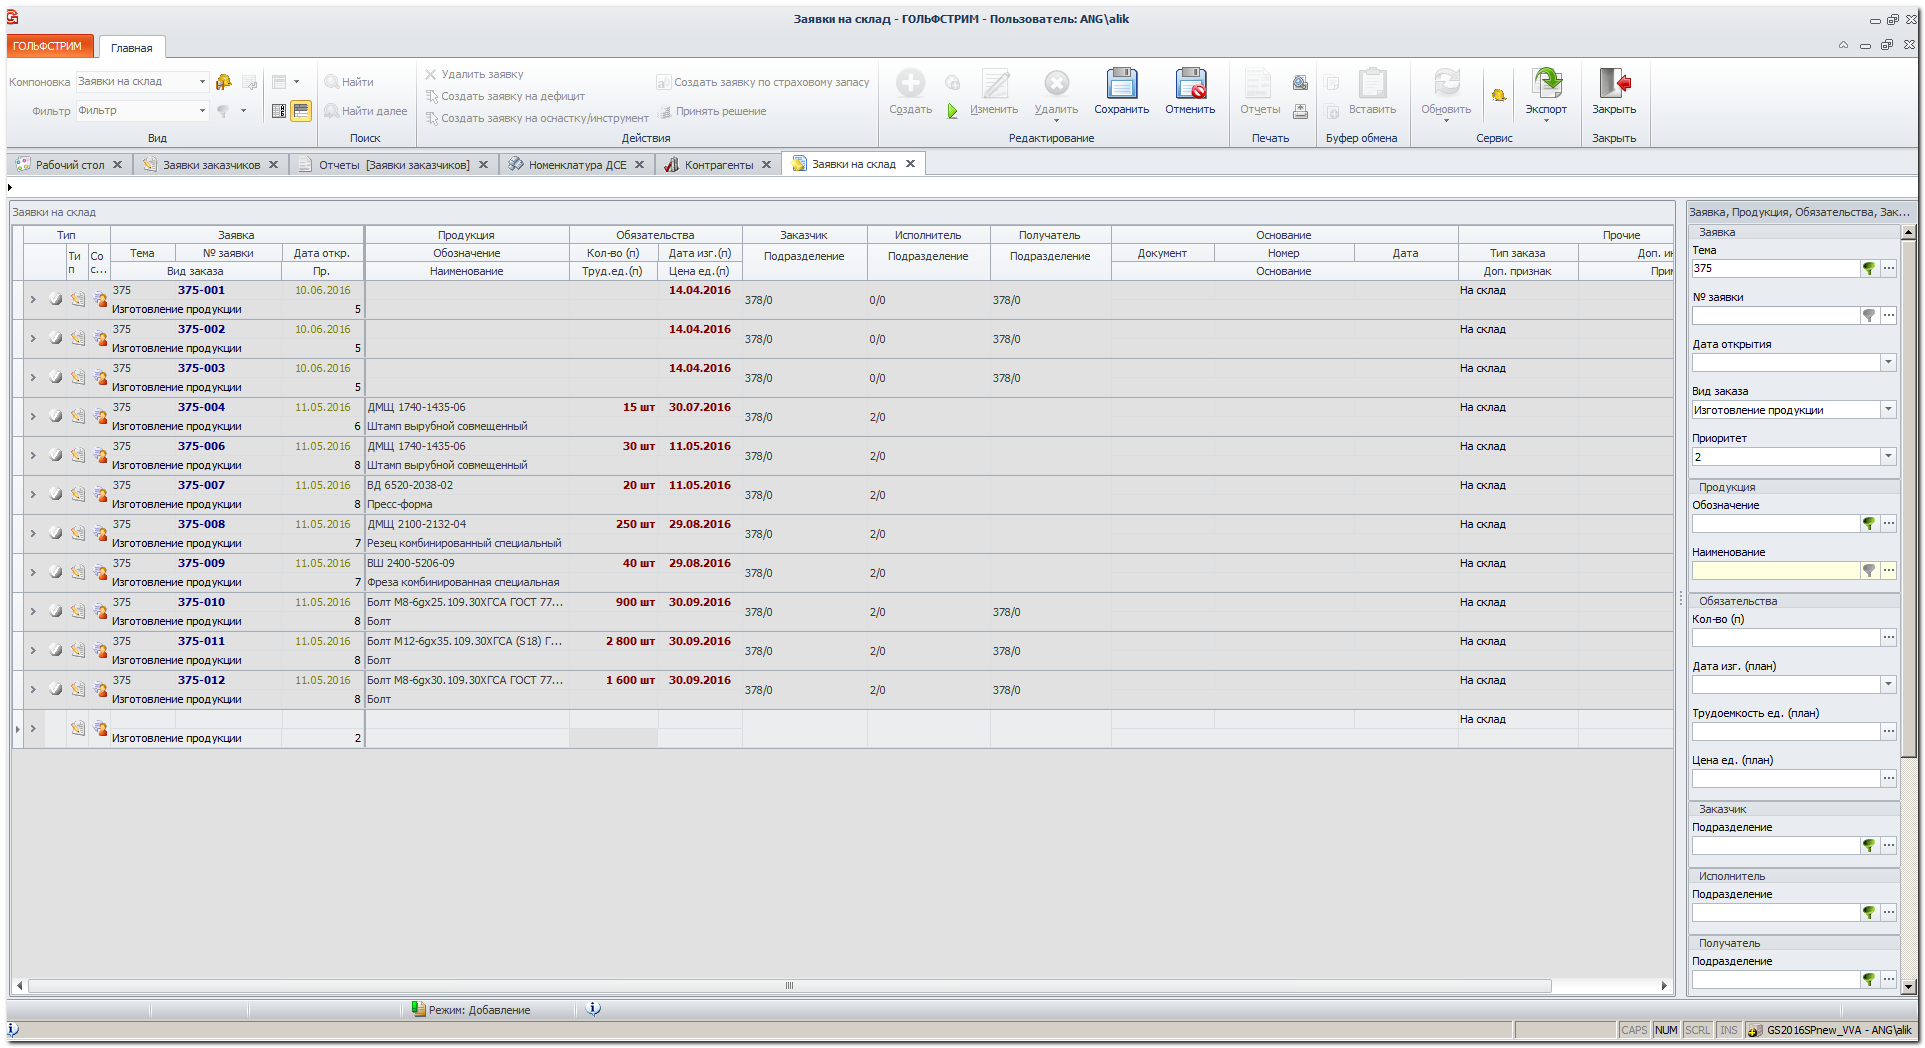 Заявки на склад - ГОЛЬФСТРИМ - Пользователь: ANG\alik
ГОЛЬФСТРИМ Главная
Компоновка Заявки на склад
Фильтр Фильтр
Вид
Найти
Найти далее
Поиск
Удалить заявку
Создать заявку на дефицит
Создать заявку на оснастку/инструмент
Создать заявку по страховому запасу
Принять решение
Действия
Создать Изменить Удалить Сохранить Отменить
Редактирование
Отчеты
Печать
Вставить
Буфер обмена
Обновить Экспорт
Сервис
Закрыть
Закрыть
Рабочий стол Заявки заказчиков Отчеты [Заявки заказчиков] Номенклатура ДСЕ Контрагенты Заявки на склад
Заявки на склад
Тип Заявка Продукция Обязательства Заказчик Исполнитель Получатель Основание Прочие
Ти п Со с... Тема № заявки Дата откр. Обозначение Кол-во (п) Дата изг.(п) Подразделение Подразделение Подразделение Документ Номер Дата Тип заказа Доп. ин
Вид заказа Пр. Наименование Труд.ед.(п) Цена ед.(п) Основание Доп. признак Прим
375 375-001 10.06.2016 14.04.2016 378/0 0/0 378/0 На склад
Изготовление продукции 5
375 375-002 10.06.2016 14.04.2016 378/0 0/0 378/0 На склад
Изготовление продукции 5
375 375-003 10.06.2016 14.04.2016 378/0 0/0 378/0 На склад
Изготовление продукции 5
375 375-004 11.05.2016 ДМЩ 1740-1435-06 15 шт 30.07.2016 378/0 2/0 На склад
Изготовление продукции 6 Штамп вырубной совмещенный
375 375-006 11.05.2016 ДМЩ 1740-1435-06 30 шт 11.05.2016 378/0 2/0 На склад
Изготовление продукции 8 Штамп вырубной совмещенный
375 375-007 11.05.2016 ВД 6520-2038-02 20 шт 11.05.2016 378/0 2/0 На склад
Изготовление продукции 8 Пресс-форма
375 375-008 11.05.2016 ДМЩ 2100-2132-04 250 шт 29.08.2016 378/0 2/0 На склад
Изготовление продукции 7 Резец комбинированный специальный
375 375-009 11.05.2016 ВШ 2400-5206-09 40 шт 29.08.2016 378/0 2/0 На склад
Изготовление продукции 7 Фреза комбинированная специальная
375 375-010 11.05.2016 Болт М8-6gх25.109.30ХГСА ГОСТ 77... 900 шт 30.09.2016 378/0 2/0 378/0 На склад
Изготовление продукции 8 Болт
375 375-011 11.05.2016 Болт М12-6gх35.109.30ХГСА (S18) Г... 2 800 шт 30.09.2016 378/0 2/0 378/0 На склад
Изготовление продукции 8 Болт
375 375-012 11.05.2016 Болт М8-6gх30.109.30ХГСА ГОСТ 77... 1 600 шт 30.09.2016 378/0 2/0 378/0 На склад
Изготовление продукции 8 Болт
На склад
Изготовление продукции 2
Заявка, Продукция, Обязательства, Зак...
Заявка
Тема
375
№ заявки
Дата открытия
Вид заказа
Изготовление продукции
Приоритет
2
Продукция
Обозначение
Наименование
Обязательства
Кол-во (п)
Дата изг. (план)
Трудоемкость ед. (план)
Цена ед. (план)
Заказчик
Подразделение
Исполнитель
Подразделение
Получатель
Подразделение
Режим: Добавление
CAPS NUM SCRL INS GS2016SPnew_VVA - ANG\alik